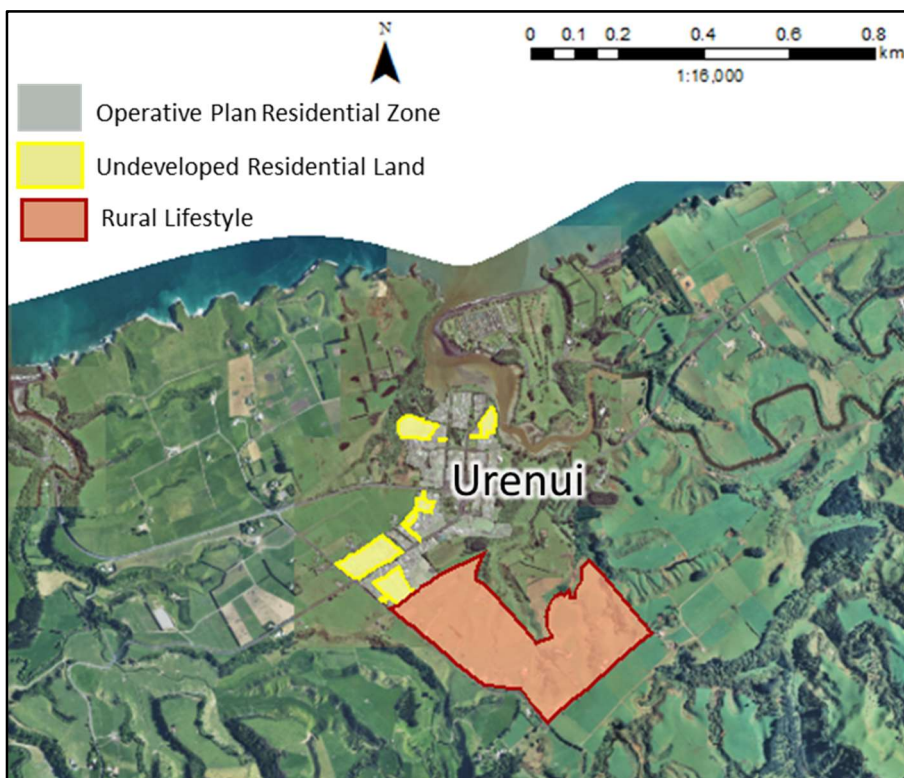 N
0 0.1 0.2 0.4 0.6 0.8
km
1:16,000
Operative Plan Residential Zone
Undeveloped Residential Land
Rural Lifestyle
Urenui